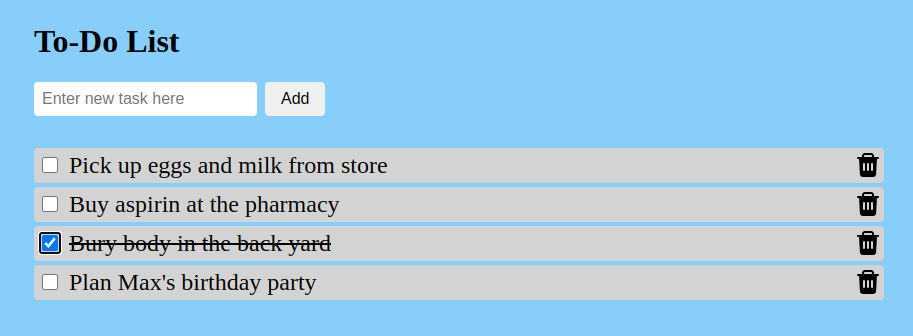 To-Do List
Enter new task here Add
Pick up eggs and milk from store
Buy aspirin at the pharmacy
Bury body in the back yard
Plan Max's birthday party